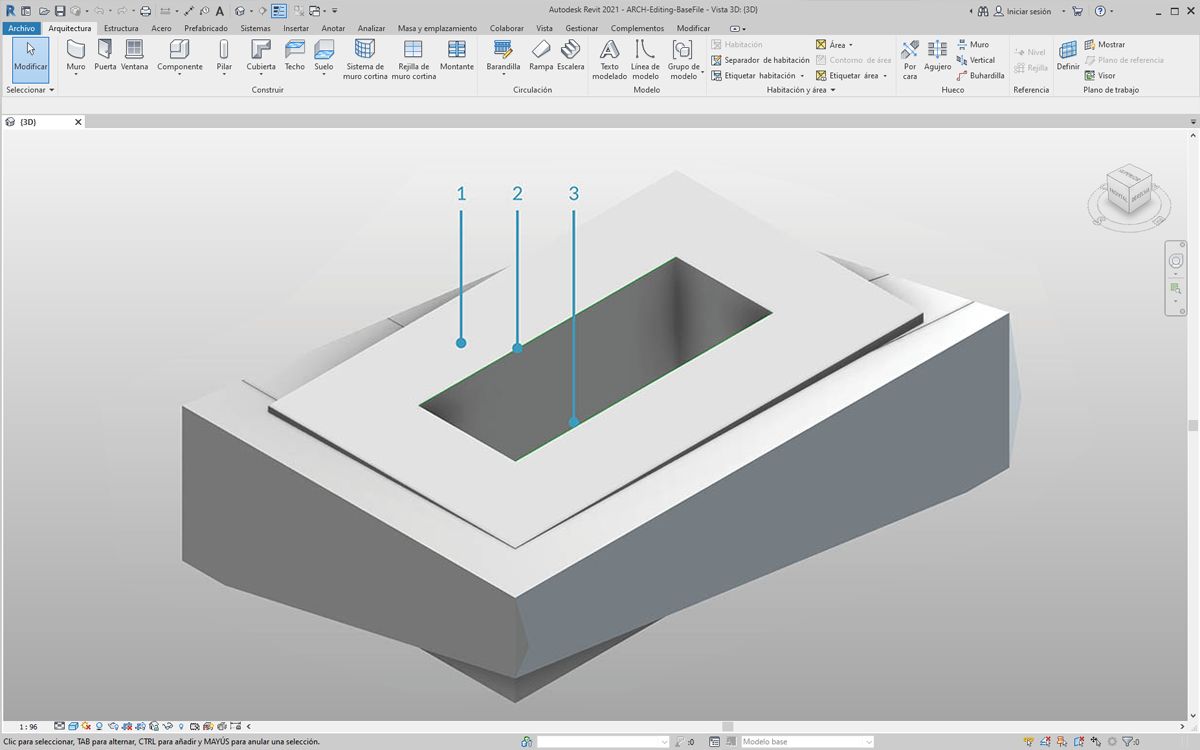 Autodesk Revit 2021 - ARCH-Editing-BaseFile - Vista 3D: {3D}
Iniciar sesión
Archivo Arquitectura Estructura Acero Prefabricado Sistemas Insertar Anotar Analizar Masa y emplazamiento Colaborar Vista Gestionar Complementos Modificar
Modificar
Muro
Puerta
Ventana
Componente
Pilar
Cubierta
Techo
Suelo
Sistema de
muro cortina
Rejilla de
muro cortina
Montante
Barandilla
Rampa
Escalera
Texto
modelado
Línea de
modelo
Grupo de
modelo
Habitación
Separador de habitación
Etiquetar habitación
Área
Contorno de área
Etiquetar área
Por
cara
Agujero
Muro
Vertical
Buhardilla
Nivel
Rejilla
Definir
Mostrar
Plano de referencia
Visor
Seleccionar
Construir
Circulación
Modelo
Habitación y área
Hueco
Referencia
Plano de trabajo
{3D}
1 2 3
SUPERIOR
FRONTAL
DERECHA
S
E
1 : 96
Clic para seleccionar, TAB para alternar, CTRL para añadir y MAYÚS para anular una selección.
:0
Modelo base
:0